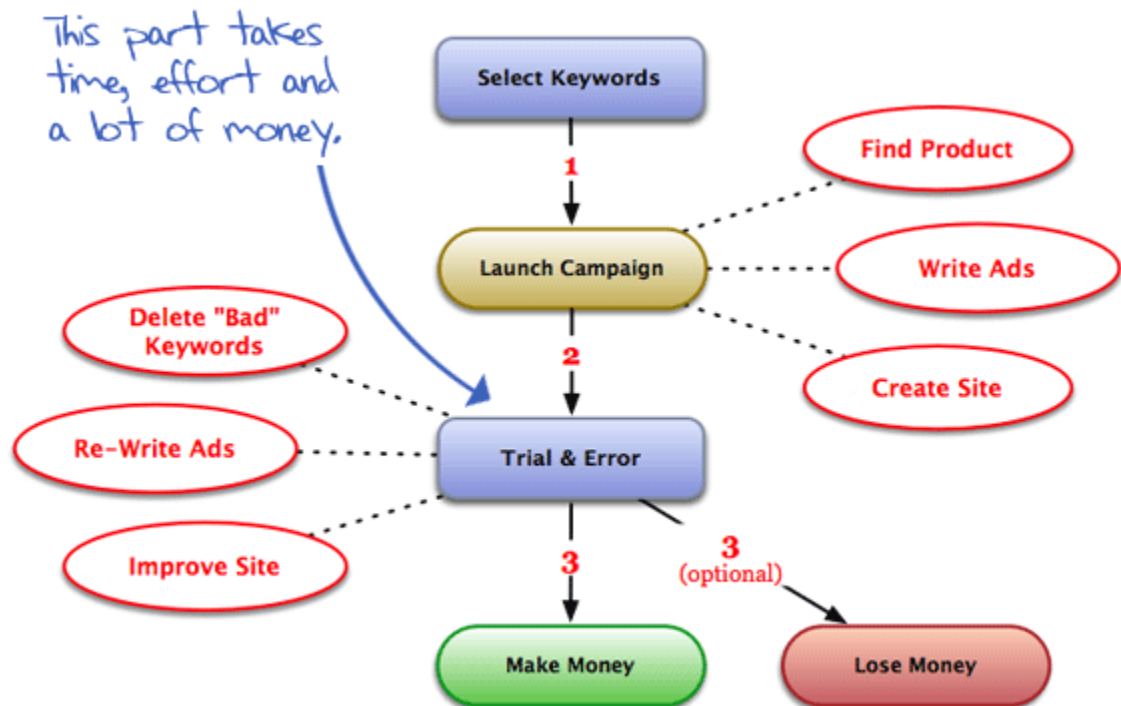 This part takes
time, effort and
a lot of money.
Select Keywords
1
Find Product
Launch Campaign
Write Ads
Create Site
2
Delete "Bad"
Keywords
Re-Write Ads
Trial & Error
Improve Site
3
3
(optional)
Make Money
Lose Money